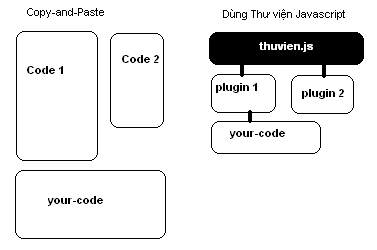 Copy-and-Paste
Code 1
Code 2
your-code
Dùng Thư viện Javascript
thuvien.js
plugin 1
plugin 2
your-code